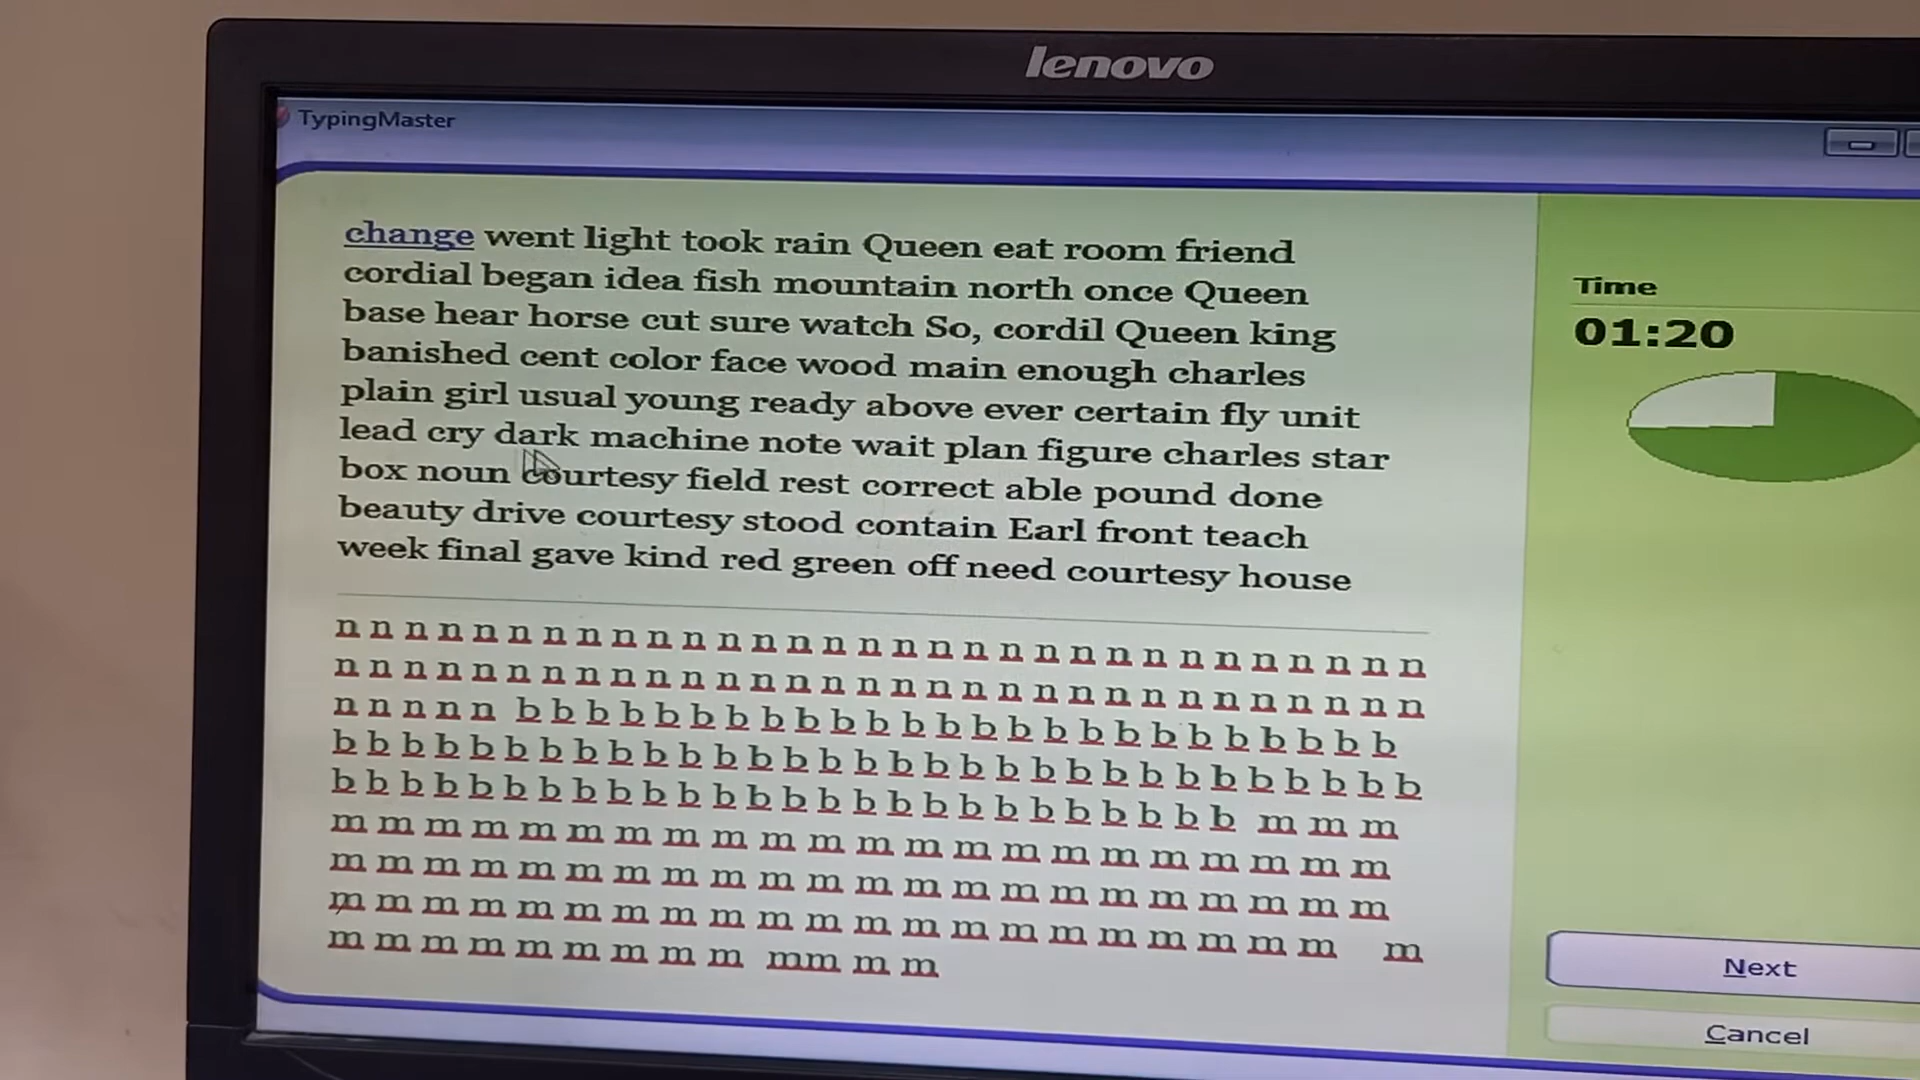 lenovo
TypingMaster
change went light took rain Queen eat room friend
cordial began idea fish mountain north once Queen
base hear horse cut sure watch So, cordil Queen king
banished cent color face wood main enough charles
plain girl usual young ready above ever certain fly unit
lead cry dark machine note wait plan figure charles star
box noun courtesy field rest correct able pound done
beauty drive courtesy stood contain Earl front teach
week final gave kind red green off need courtesy house
Time
01:20
n n n n n n n n n n n n n n n n n n n n n n n n n n n n n n n
n n n n n n n n n n n n n n n n n n n n n n n n n n n n n n n
n n n n n b b b b b b b b b b b b b b b b b b b b b b b b b
b b b b b b b b b b b b b b b b b b b b b b b b b b b b b b b
b b b b b b b b b b b b b b b b b b b b b b b b b b m m m
m m m m m m m m m m m m m m m m m m m m m m m
m m m m m m m m m m m m m m m m m m m m m m m
m m m m m m m m m m m m m m m m m m m m m m m
m m m m m m m m m mm m m
Next
Cancel